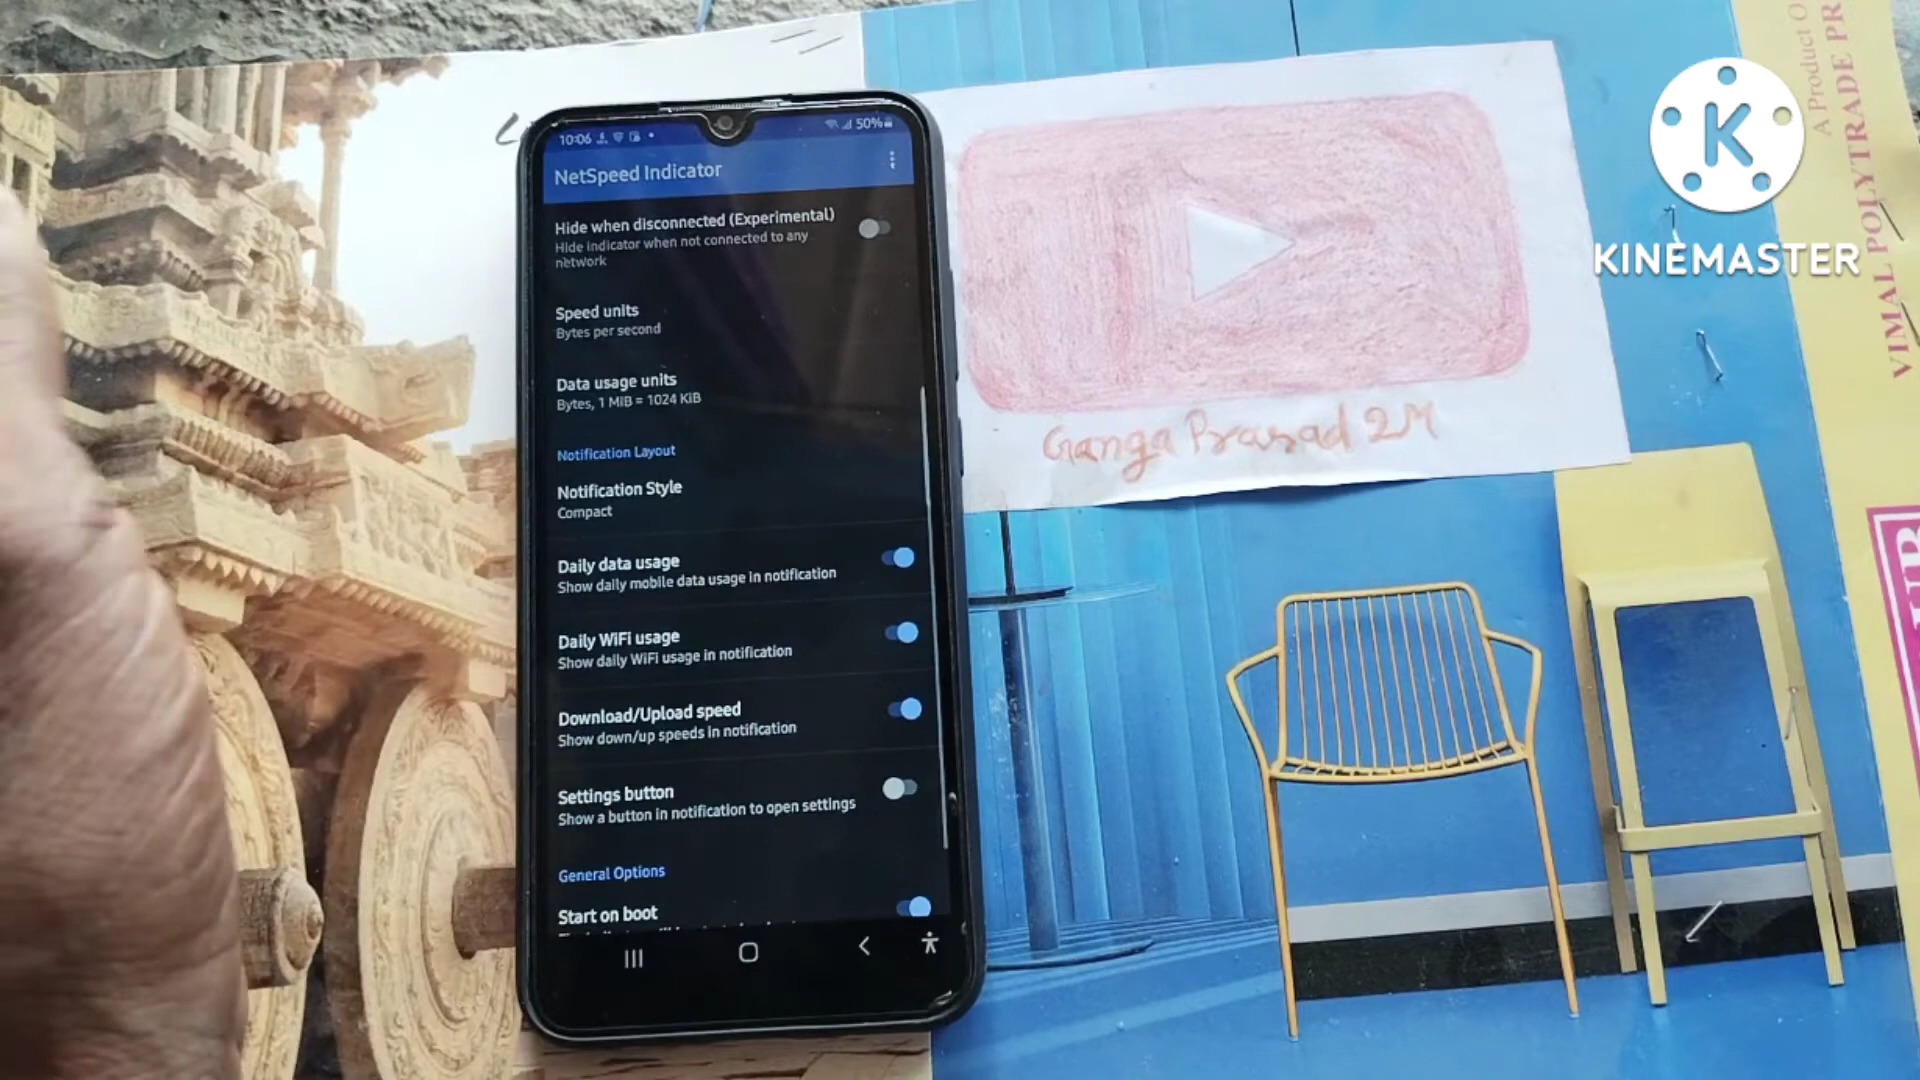 10:06
50%
NetSpeed Indicator
Hide when disconnected (Experimental)
Hide indicator when not connected to any
network
Speed units
Bytes per second
Data usage units
Bytes, 1 MiB = 1024 KiB
Notification Layout
Notification Style
Compact
Daily data usage
Show daily mobile data usage in notification
Daily WiFi usage
Show daily WiFi usage in notification
Download/Upload speed
Show down/up speeds in notification
Settings button
Show a button in notification to open settings
General Options
Start on boot
Ganga Prasad 2M
K
KINEMASTER
A Product O
VIMAL POLYTRADE PR